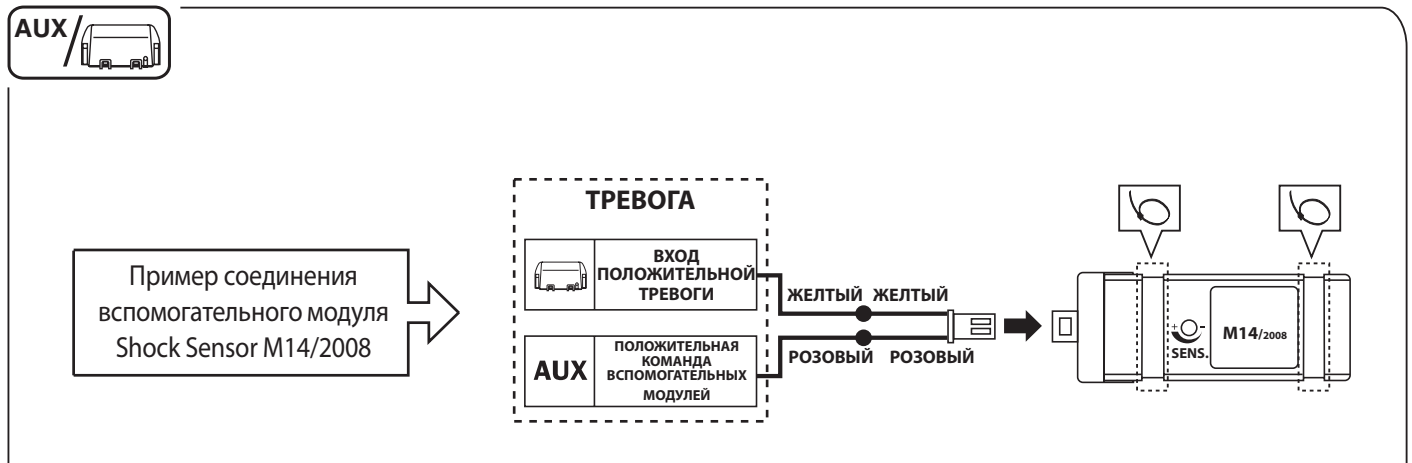 AUX
Пример соединения
вспомогательного модуля
Shock Sensor M14/2008
ТРЕВОГА
ВХОД
ПОЛОЖИТЕЛЬНОЙ
ТРЕВОГИ
AUX
ПОЛОЖИТЕЛЬНАЯ
КОМАНДА
ВСПОМОГАТЕЛЬНЫХ
МОДУЛЕЙ
ЖЕЛТЫЙ ЖЕЛТЫЙ
РОЗОВЫЙ РОЗОВЫЙ
+ -
SENS.
M14/2008